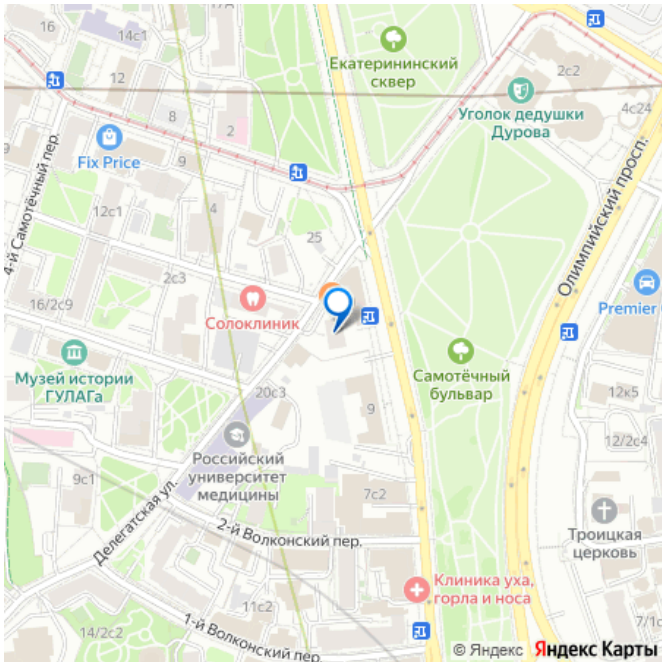 17А
16
14с1
Екатерининский
сквер
2с2
12
8
2
Уголок дедушки
Дурова
4с24
Fix Price
9
9
4-й Самотёчный пер.
12с1
4
25
Олимпийский просп.
2с3
16/2с9
Солоклиник
Premier
Музей истории
ГУЛАГа
Самотёчный
бульвар
20с3
9
12к5
Российский
университет
медицины
12/2с4
9с1
7с2
Делегатская ул.
2-й Волконский пер.
Троицкая
церковь
Клиника уха,
горла и носа
11с2
14/2с2
1-й Волконский пер.
7/1с
© Яндекс Яндекс Карты